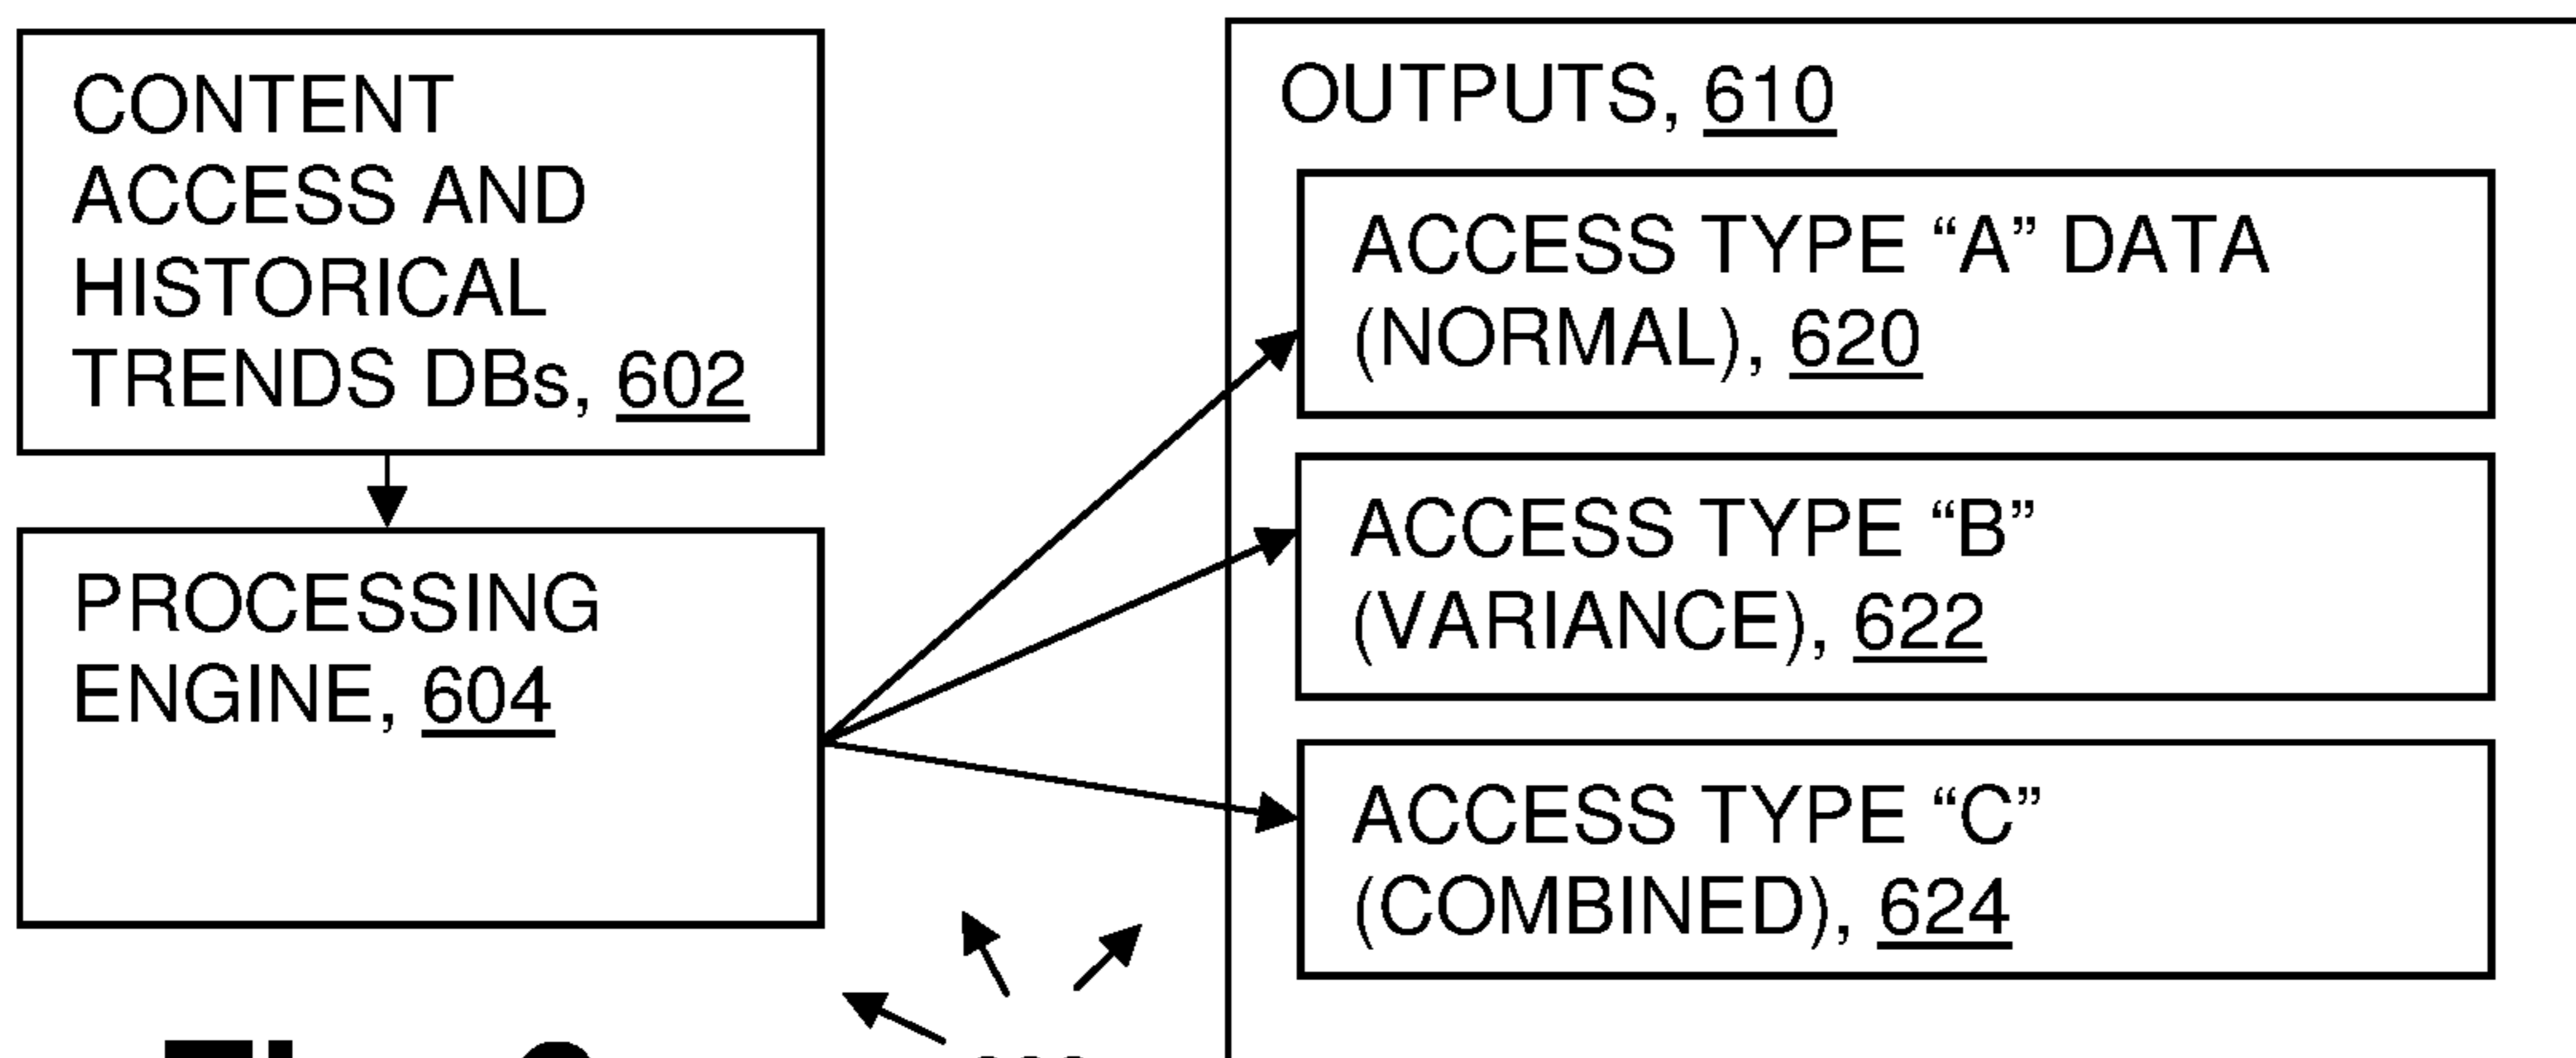 CONTENT
ACCESS AND
HISTORICAL
TRENDS DBs, 602
PROCESSING
ENGINE, 604
OUTPUTS, 610
ACCESS TYPE “A” DATA
(NORMAL), 620
ACCESS TYPE “B”
(VARIANCE), 622
ACCESS TYPE “C”
(COMBINED), 624